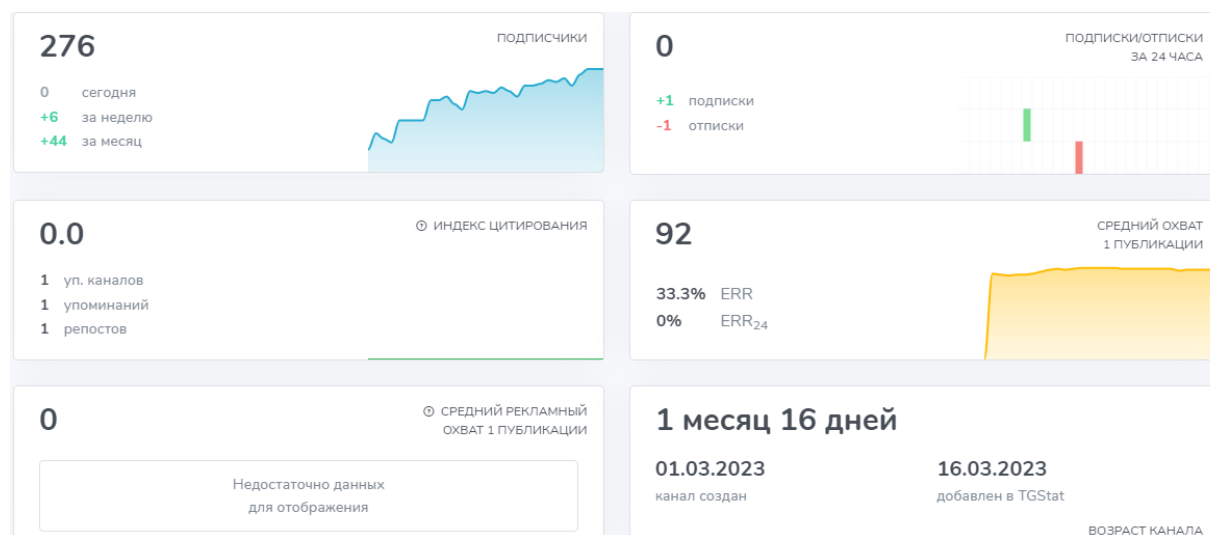 276
ПОДПИСЧИКИ
0 сегодня
+6 за неделю
+44 за месяц
0
ПОДПИСКИ/ОТПИСКИ
ЗА 24 ЧАСА
+1 подписки
-1 отписки
0.0
ИНДЕКС ЦИТИРОВАНИЯ
1 уп. каналов
1 упоминаний
1 репостов
92
СРЕДНИЙ ОХВАТ
1 ПУБЛИКАЦИИ
33.3% ERR
0% ERR24
0
СРЕДНИЙ РЕКЛАМНЫЙ
ОХВАТ 1 ПУБЛИКАЦИИ
Недостаточно данных
для отображения
1 месяц 16 дней
01.03.2023
канал создан
16.03.2023
добавлен в TGStat
ВОЗРАСТ КАНАЛА